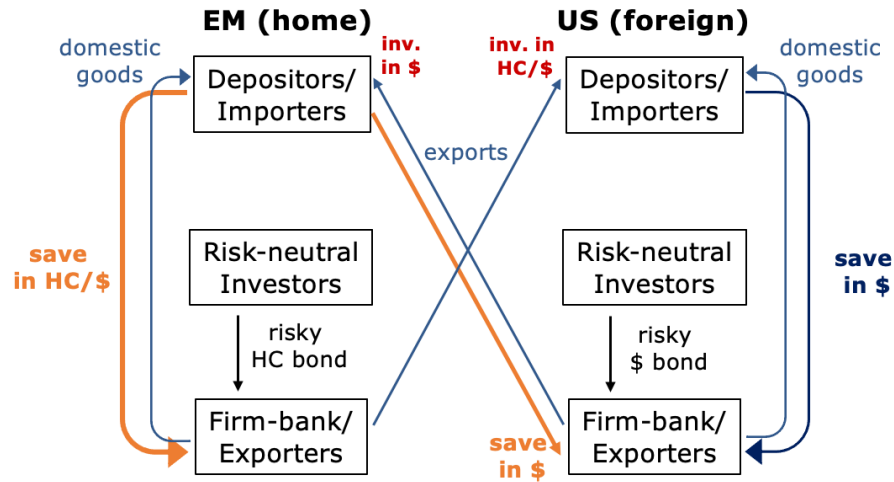 EM (home)
US (foreign)
domestic
goods
inv.
in $
inv. in
HC/$
domestic
goods
Depositors/
Importers
Depositors/
Importers
exports
save
in HC/$
Risk-neutral
Investors
Risk-neutral
Investors
save
in $
risky
HC bond
risky
$ bond
Firm-bank/
Exporters
save
in $
Firm-bank/
Exporters